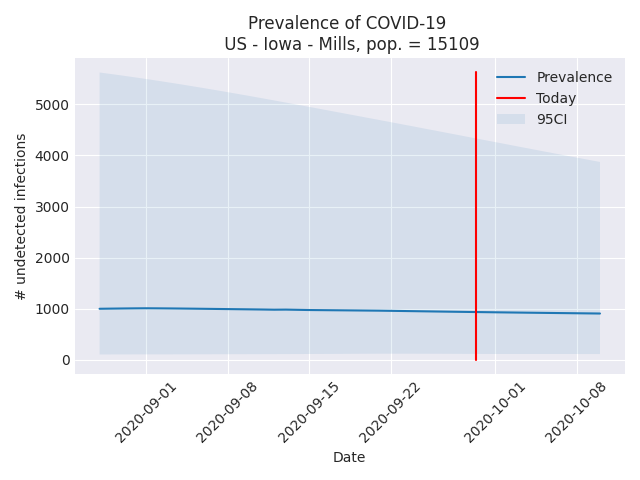 Prevalence of COVID-19
US - Iowa - Mills, pop. = 15109
Prevalence
Today
95CI
# undetected infections
5000
4000
3000
2000
1000
0
2020-09-01
2020-09-08
2020-09-15
2020-09-22
2020-10-01
2020-10-08
Date